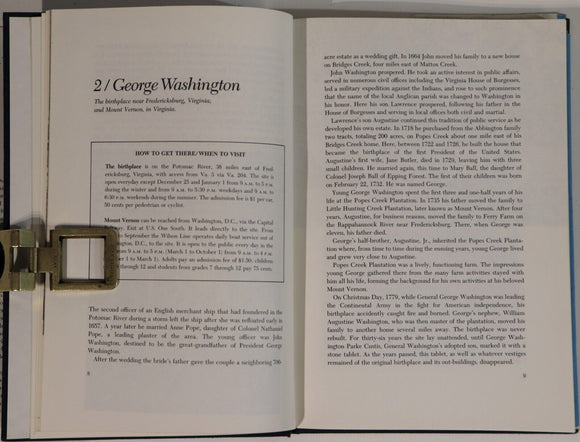 2 / George Washington
The birthplace near Fredericksburg, Virginia;
and Mount Vernon, in Virginia.
HOW TO GET THERE/WHEN TO VISIT
The birthplace is on the Potomac River, 38 miles east of Fred-
ericksburg, Virginia, with access from Va. 3 via Va. 204. The site is
open everyday except December 25 and January 1 from 9 A.M. to 5 P.M.
during the winter and from 9 A.M. to 5:30 P.M. weekdays and 9 A.M. to
6:30 P.M. weekends during the summer. The admission fee is $1 per car,
50 cents per pedestrian or cyclist.
Mount Vernon can be reached from Washington, D.C., via the Capital
Beltway. Exit at U.S. One South. It leads directly to the site. From
to September the Wilson Line operates daily boat service out of
ington, D.C., to the site. It is open to the public every day in the
om 9 A.M. to 5 P.M. (March 1 to October 1) from 9 A.M. to 4 P.M.
er 1 to March 1). Adults pay an admission fee of $1.50; children
through 12 and students from grades 7 through 12 pay 75 cents.
The second officer of an English merchant ship that had foundered in the
Potomac River during a storm left the ship after she was refloated early in
1657. A year later he married Anne Pope, daughter of Colonel Nathaniel
Pope, a leading planter of the area. The young officer was John
Washington, destined to be the great-grandfather of President George
Washington.
After the wedding the bride's father gave the couple a neighboring 700-
8
acre estate as a wedding gift. In 1664 John moved his family to a new house
on Bridges Creek, four miles east of Mattox Creek.
John Washington prospered. He took an active interest in public affairs,
served in numerous official capacities including the Virginia House of Burgesses,
led a military expedition against the Indians, and rose to such prominence
that the name of the local Anglican parish was changed to Washington in
his honor. Here his son Lawrence prospered, following his father in the
House of Burgesses and serving in local offices both civil and martial.
Lawrence's son Augustine continued this tradition of public service as he
developed his own estate. In 1718 he purchased from the Abbington family
two tracts, totaling 200 acres, on Popes Creek about one mile east of his
Bridges Creek home. Here, between 1722 and 1726, he built the house that
became the birthplace of the first President of the United States.
Augustine's first wife, Jane Butler, died in 1729, leaving him with three
small children. He married again, this time to Mary Ball, the daughter of
Colonel Joseph Ball of Epping Forest. The first of their children was born
on February 22, 1732. He was named George.
Young George Washington spent the first three and one-half years of his
life at the Popes Creek Plantation. In 1735 his father moved the family to
Little Hunting Creek Plantation, later known as Mount Vernon. After four
years, Augustine, for business reasons, moved the family to Ferry Farm on
the Rappahannock River near Fredericksburg. There, when George was
eleven, his father died.
George's half-brother, Augustine, Jr., inherited the Popes Creek Planta-
tion where, from time to time during the ensuing years, young George lived
and grew very close to Augustine.
Popes Creek Plantation was a lively, functioning farm. The impressions
young George gathered there from the many farm activities stayed with
him all his life, forming the background for his own activities at his beloved
Mount Vernon.
On Christmas Day, 1779, while General George Washington was leading
the Continental Army in the fight for American independence, his
birthplace accidently caught fire and burned. George's nephew, William
Augustine Washington, who was then master of the plantation, moved his
family to another home several miles away. The birthplace was never
rebuilt. For thirty-six years the site lay unattended, until George Wash-
ington Parke Custis, General Washington's adopted son, marked it with a
stone tablet. As the years passed, this tablet, as well as whatever vestiges
remained of the original birthplace and its out-buildings, disappeared.
9